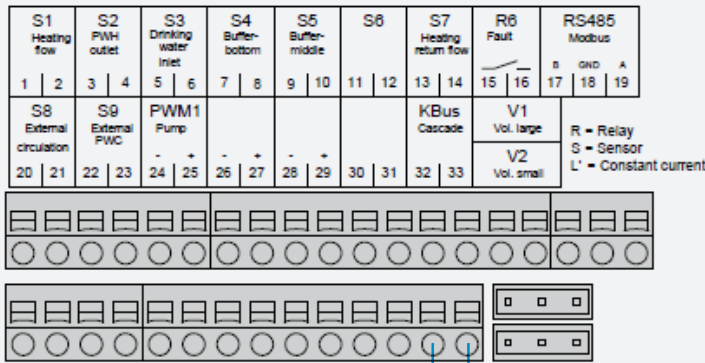 S1 S2 S3 S4 S5 S6 S7 R6 RS485
Heating PWH Drinking Buffer- Buffer- Heating Fault Modbus
flow outlet water bottom middle return flow
inlet
B GND A
1 2 3 4 5 6 7 8 9 10 11 12 13 14 15 16 17 18 19
S8 S9 PWM1 KBus V1
External External Pump Cascade Vol. large
circulation PWC
R = Relay
- + - + - + V2
S = Sensor
20 21 22 23 24 25 26 27 28 29 30 31 32 33 Vol. small
L' = Constant current